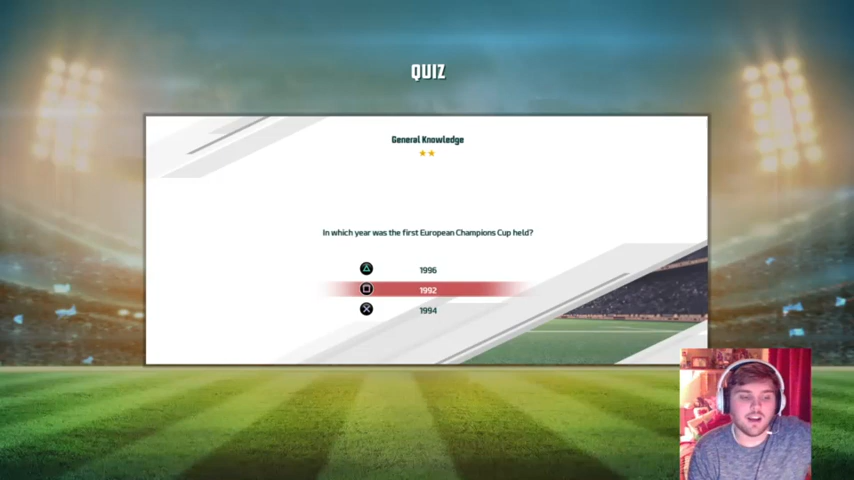 QUIZ
General Knowledge
In which year was the first European Champions Cup held?
1996
1992
1994